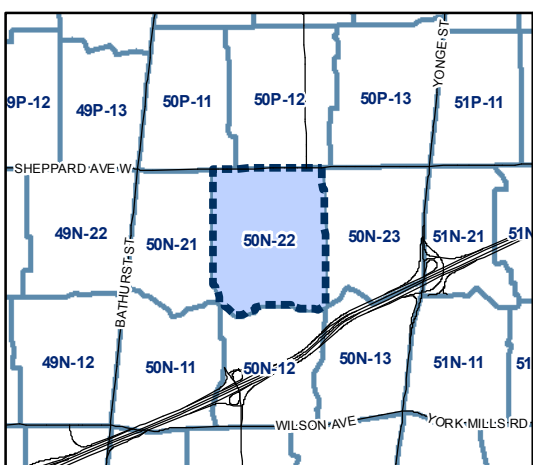 YONGE ST
9P-12
49P-13
50P-11
50P-12
50P-13
51P-11
SHEPPARD AVE W
49N-22
50N-21
50N-22
50N-23
51N-21
51N
BATHURST ST
49N-12
50N-11
50N-12
50N-13
51N-11
51
WILSON AVE
YORK MILLS RD